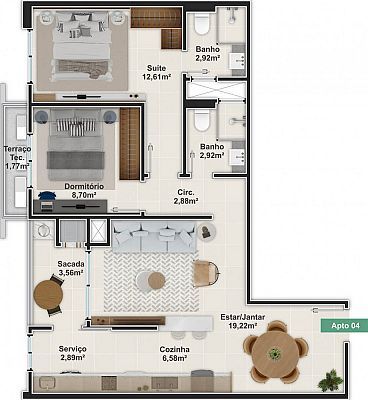 Suíte
12,61m²
Banho
2,92m²
Terraço
Tec.
1,77m²
Banho
2,92m²
Dormitório
8,70m²
Circ.
2,88m²
Sacada
3,56m²
Estar/Jantar
19,22m²
Apto 04
Serviço
2,89m²
Cozinha
6,58m²